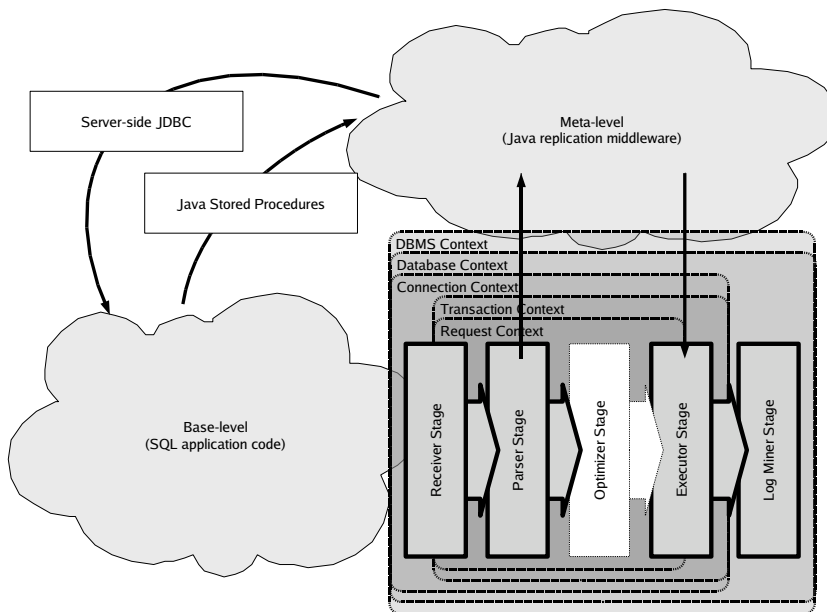 Server-side JDBC
Meta-level
(Java replication middleware)
Java Stored Procedures
DBMS Context
Database Context
Connection Context
Transaction Context
Request Context
Base-level
(SQL application code)
Receiver Stage
Parser Stage
Optimizer Stage
Executor Stage
Log Miner Stage